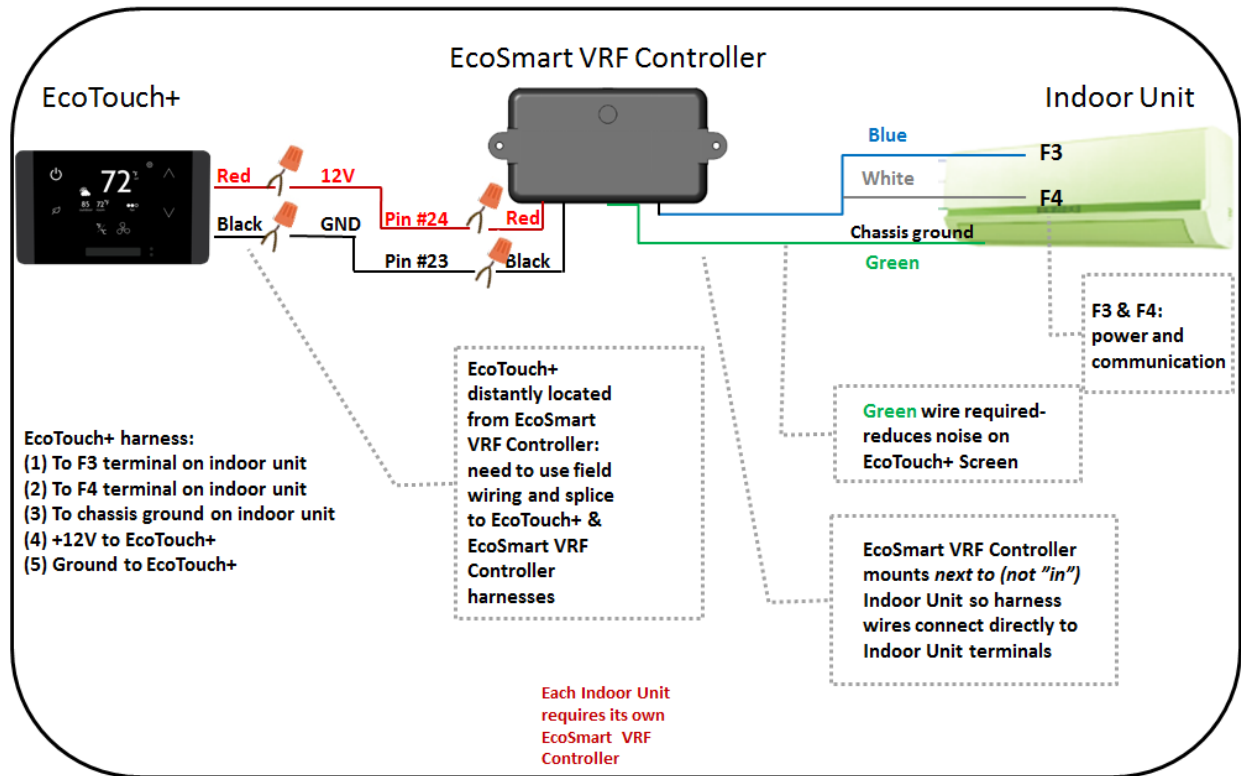 EcoSmart VRF Controller
EcoTouch+
Indoor Unit
72°F
85 72°F
Red
12V
Pin #24
Red
Black
GND
Pin #23
Black
Blue
F3
White
F4
Chassis ground
Green
F3 & F4:
power and
communication
EcoTouch+
distantly located
from EcoSmart
VRF Controller:
need to use field
wiring and splice
to EcoTouch+ &
EcoSmart VRF
Controller
harnesses
Green wire required-
reduces noise on
EcoTouch+ Screen
EcoTouch+ harness:
(1) To F3 terminal on indoor unit
(2) To F4 terminal on indoor unit
(3) To chassis ground on indoor unit
(4) +12V to EcoTouch+
(5) Ground to EcoTouch+
EcoSmart VRF Controller
mounts next to (not "in")
Indoor Unit so harness
wires connect directly to
Indoor Unit terminals
Each Indoor Unit
requires its own
EcoSmart VRF
Controller